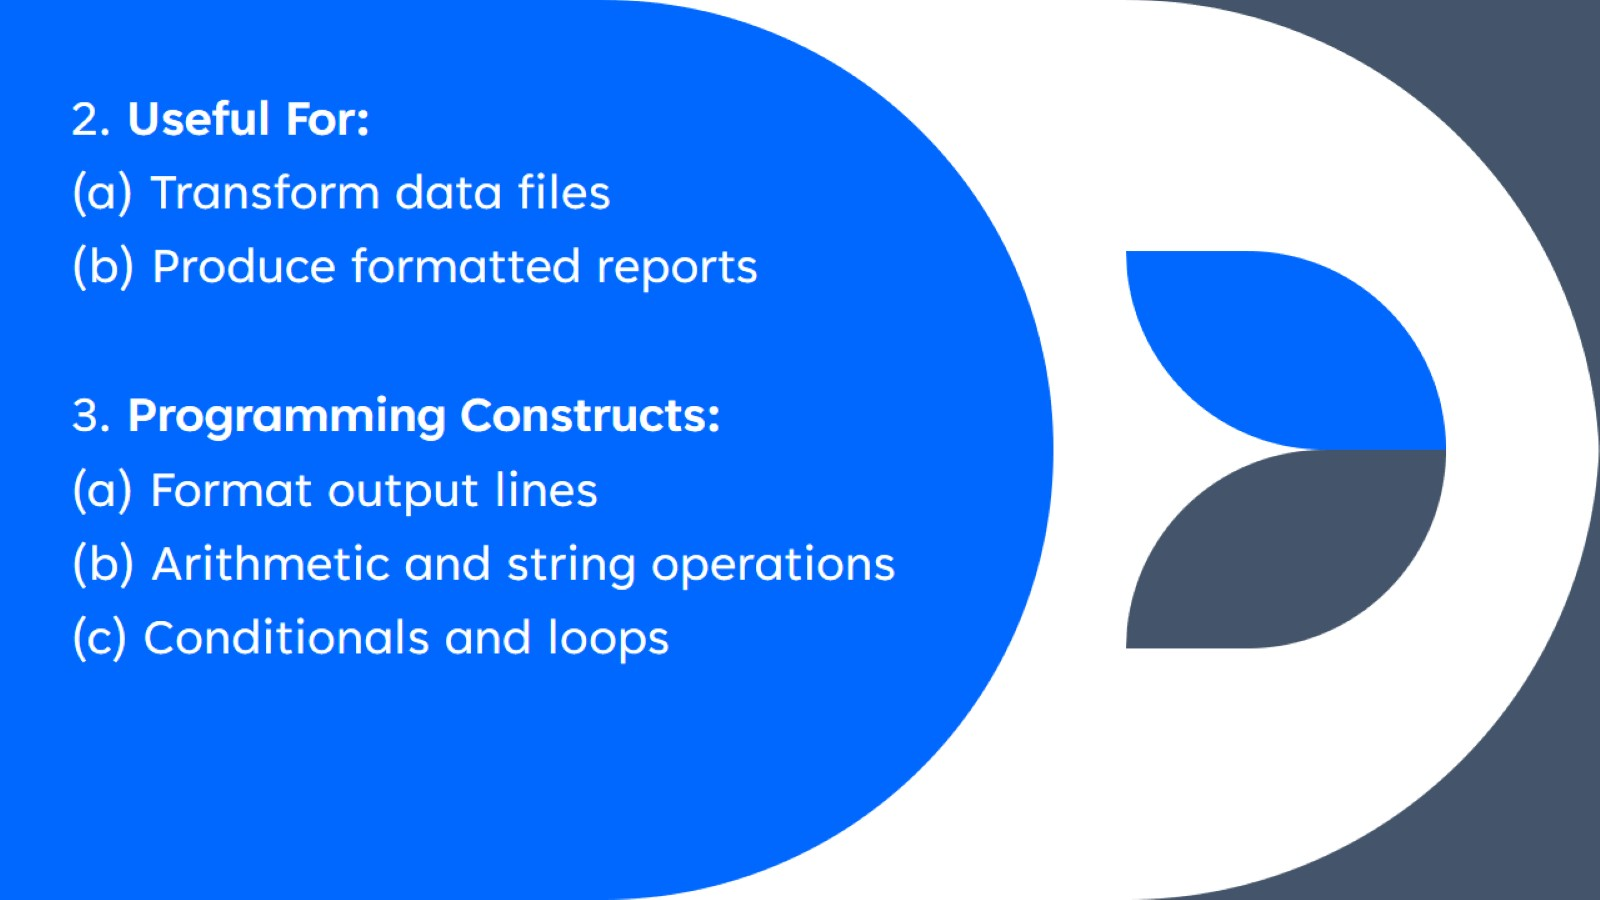 2. Useful For:
(a) Transform data files
(b) Produce formatted reports
3. Programming Constructs:
(a) Format output lines
(b) Arithmetic and string operations
(c) Conditionals and loops